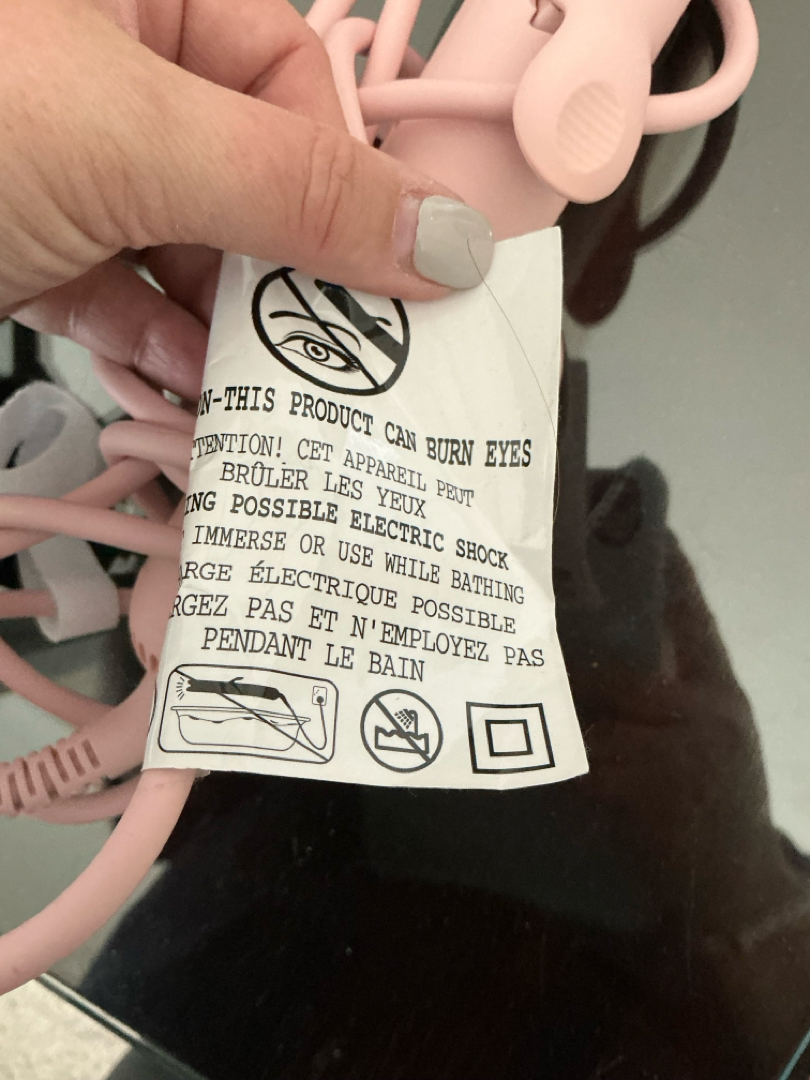 N-THIS PRODUCT CAN BURN EYES
TTENTION! CET APPAREIL PEUT
BRÛLER LES YEUX
ING POSSIBLE ELECTRIC SHOCK
IMMERSE OR USE WHILE BATHING
ARGE ÉLECTRIQUE POSSIBLE
RGEZ PAS ET N'EMPLOYEZ PAS
PENDANT LE BAIN